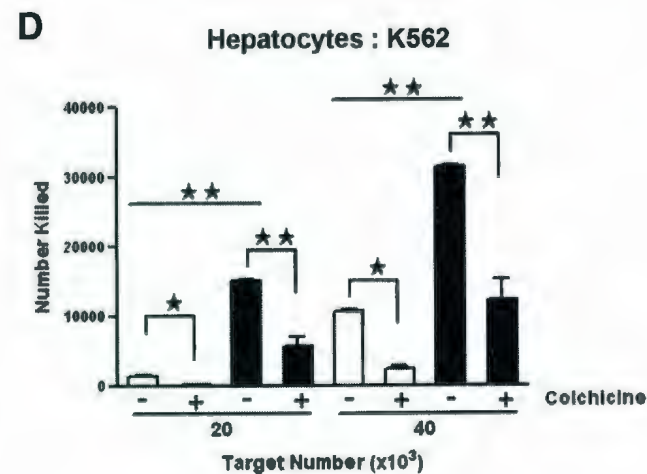 D
Hepatocytes : K562
★ ★
40000
★ ★
30000
★ ★
Number Killed
20000
★ ★
★
★
10000
0
- + - + - + - + Colchicine
20 40
Target Number (x10³)